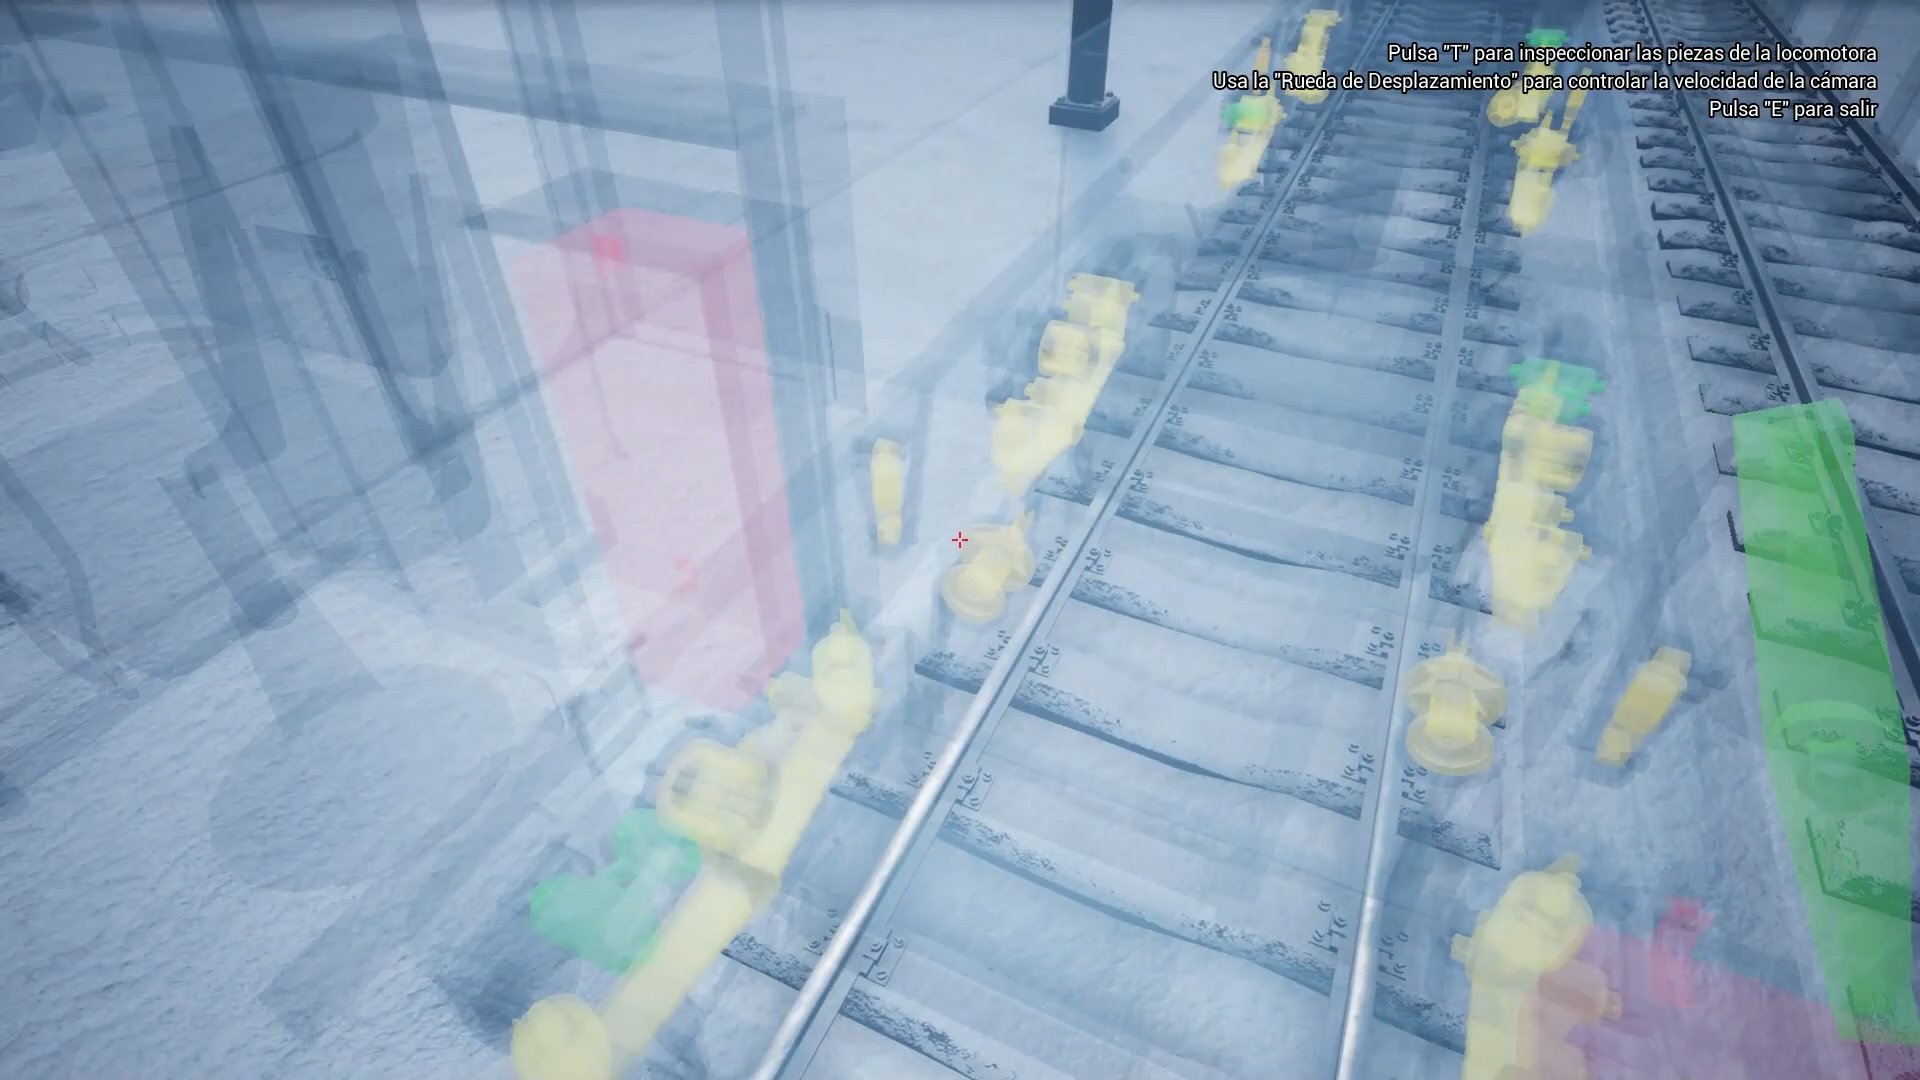 Pulsa "T" para inspeccionar las piezas de la locomotora
Usa la "Rueda de Desplazamiento" para controlar la velocidad de la cámara
Pulsa "E" para salir